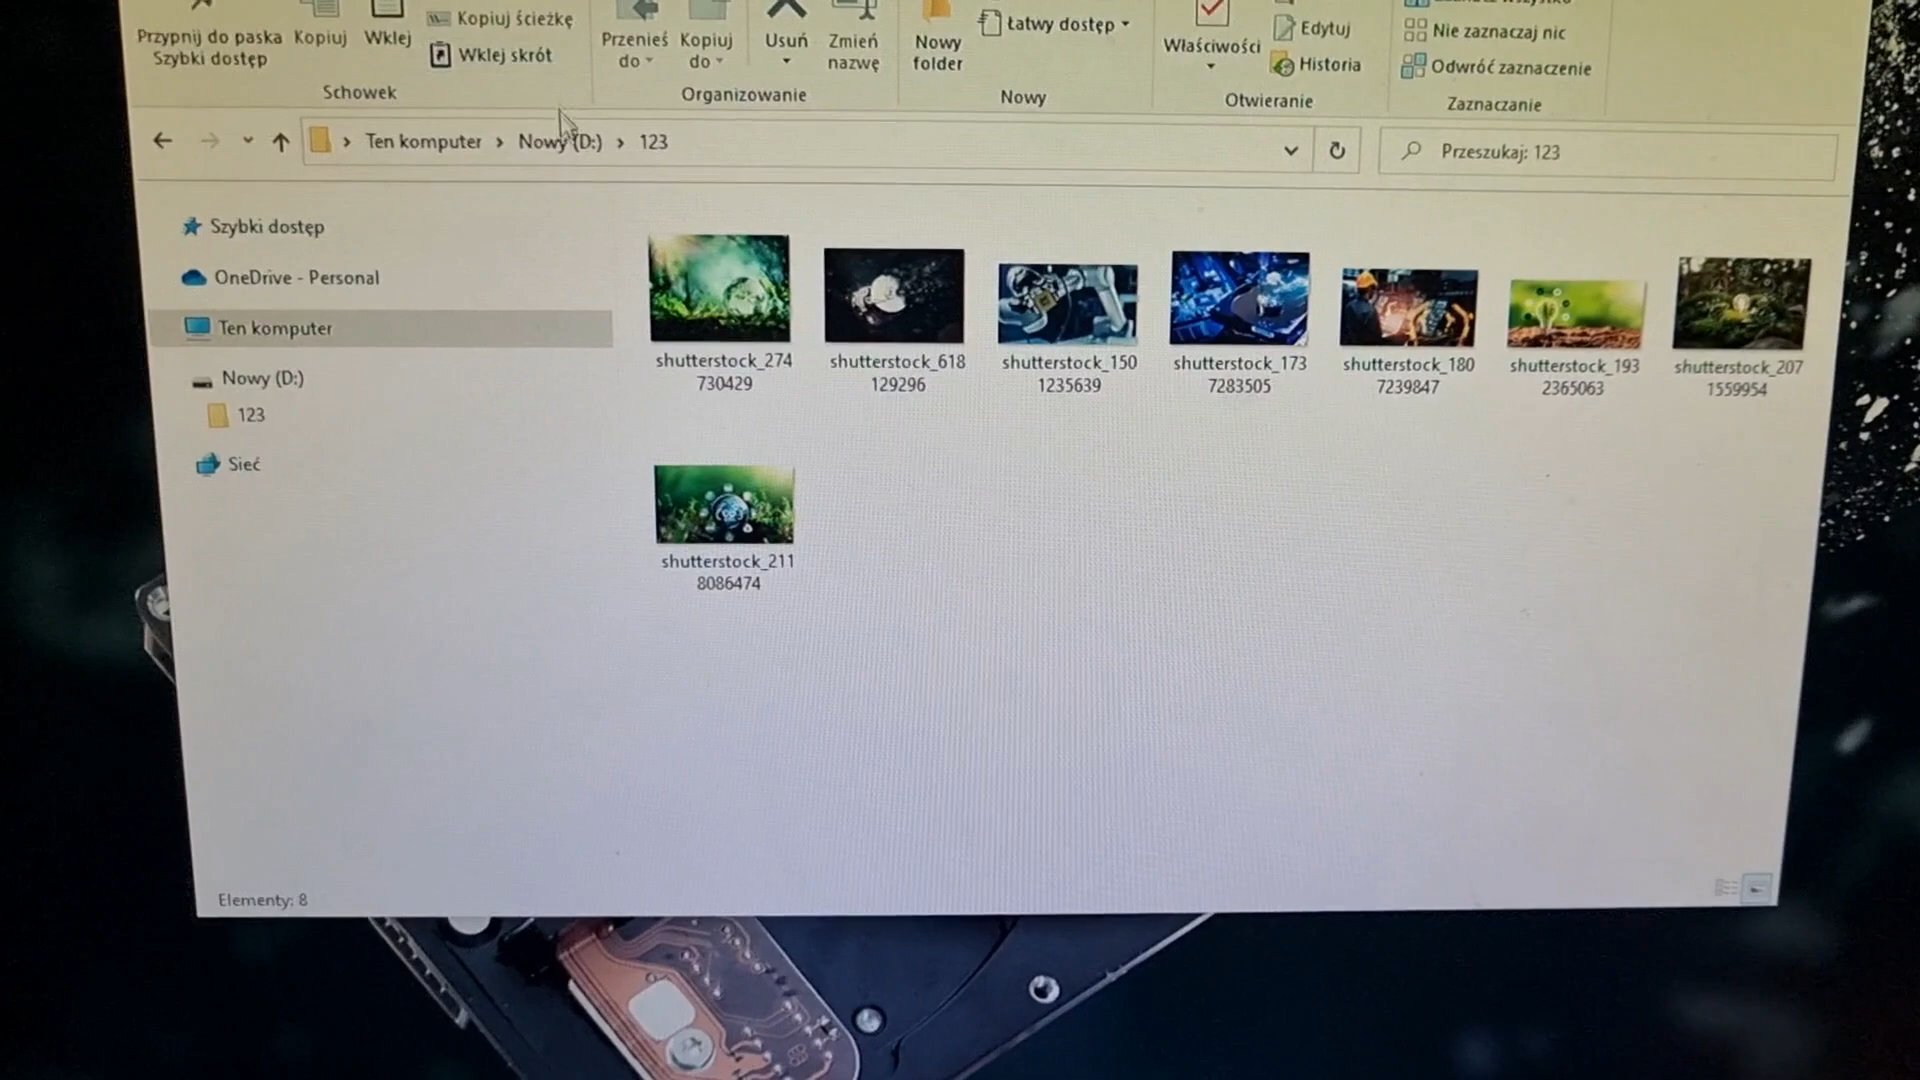 Przypnij do paska
Szybki dostęp
Kopiuj
Wklej
Kopiuj ścieżkę
Wklej skrót
Schowek
Przenieś
do
Kopiuj
do
Usuń
Zmień
nazwę
Organizowanie
Nowy
folder
Łatwy dostęp
Nowy
Właściwości
Edytuj
Historia
Otwieranie
Nie zaznaczaj nic
Odwróć zaznaczenie
Zaznaczanie
Ten komputer > Nowy (D:) > 123
Przeszukaj: 123
Szybki dostęp
OneDrive - Personal
Ten komputer
Nowy (D:)
123
Sieć
shutterstock_274
730429
shutterstock_618
129296
shutterstock_150
1235639
shutterstock_173
7283505
shutterstock_180
7239847
shutterstock_193
2365063
shutterstock_207
1559954
shutterstock_211
8086474
Elementy: 8